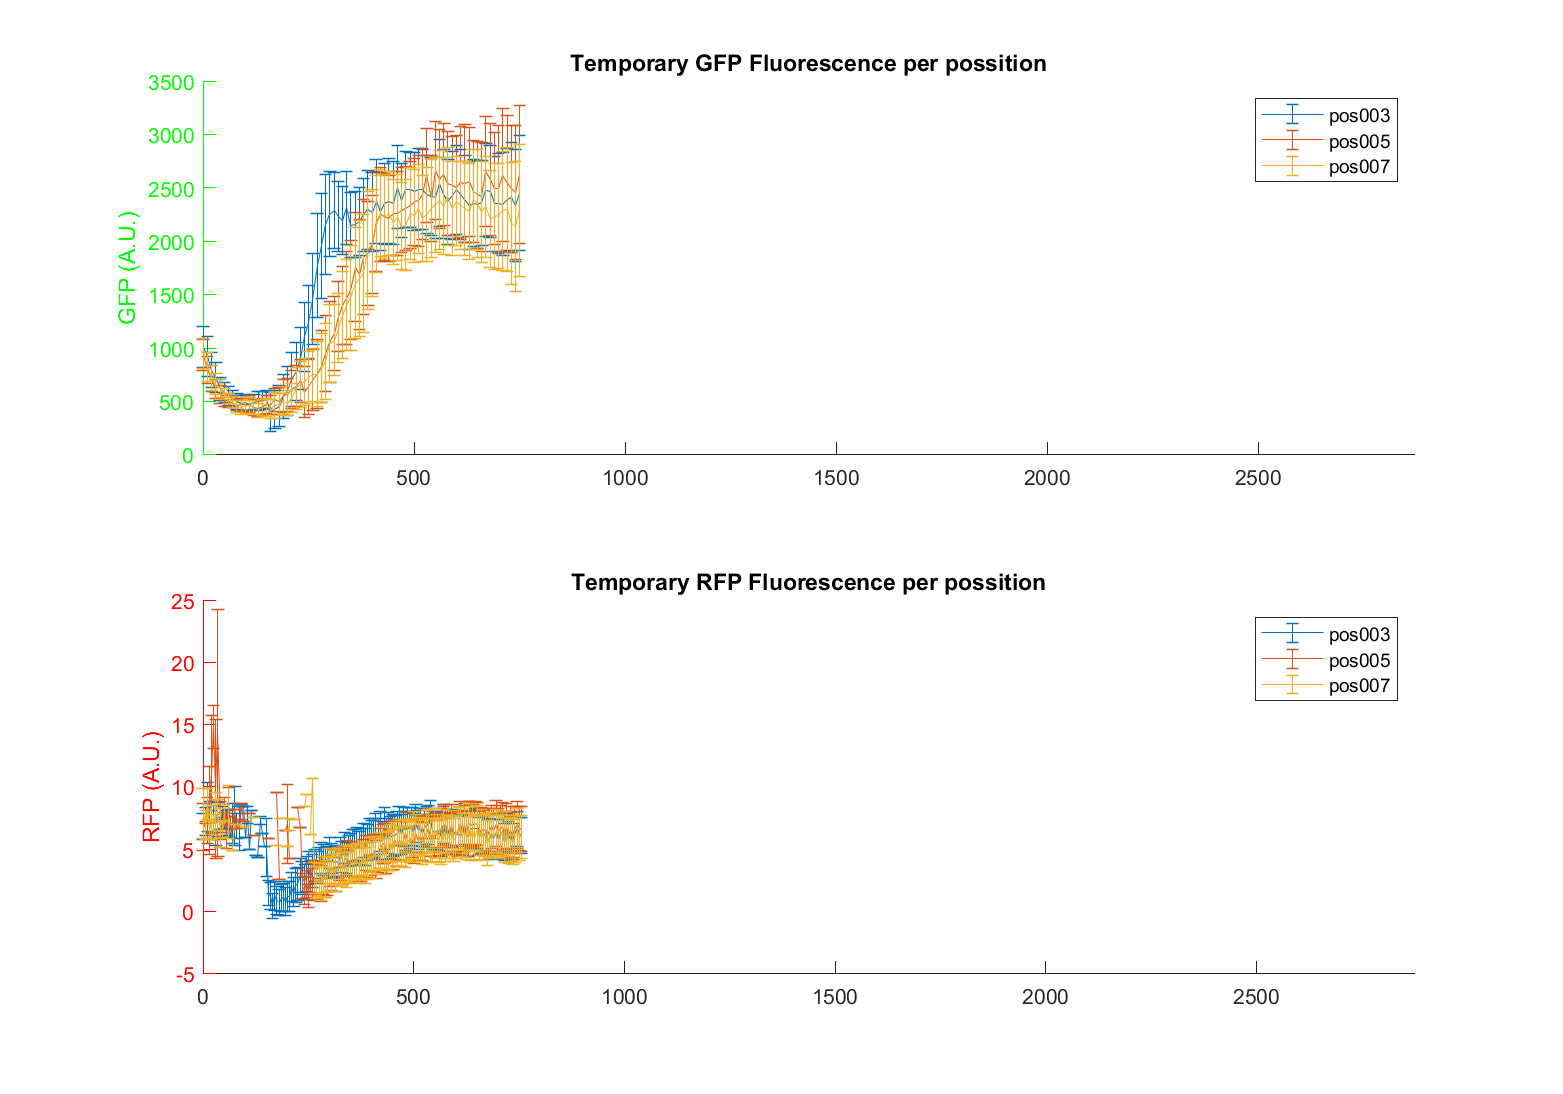 Temporary GFP Fluorescence per possition
3500
3000
2500
2000
1500
1000
500
0
GFP (A.U.)
0 500 1000 1500 2000 2500
pos003
pos005
pos007
Temporary RFP Fluorescence per possition
25
20
15
10
5
0
-5
RFP (A.U.)
0 500 1000 1500 2000 2500
pos003
pos005
pos007